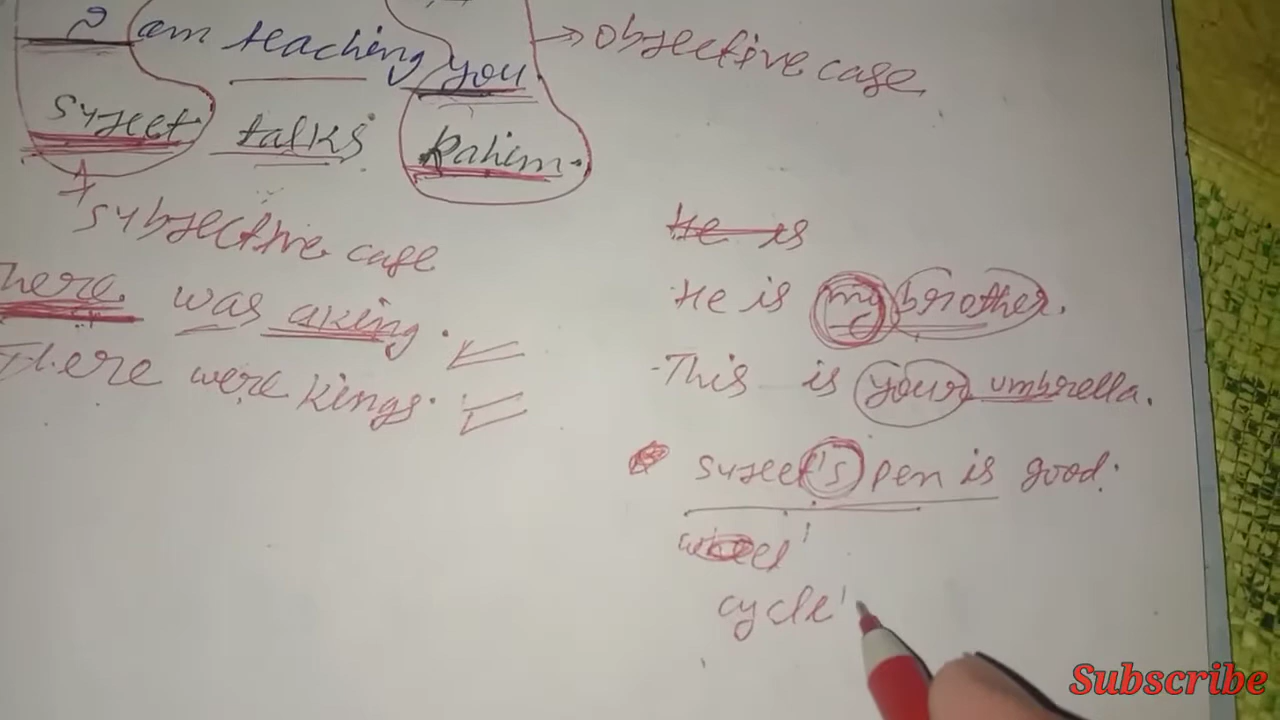 I am teaching you
→ objective case
Sujeet talks Rahim.
subjective case
There was a king.
There were kings.
He is
He is my brother.
This is your umbrella.
Sujeet's pen is good.
cycle'
Subscribe